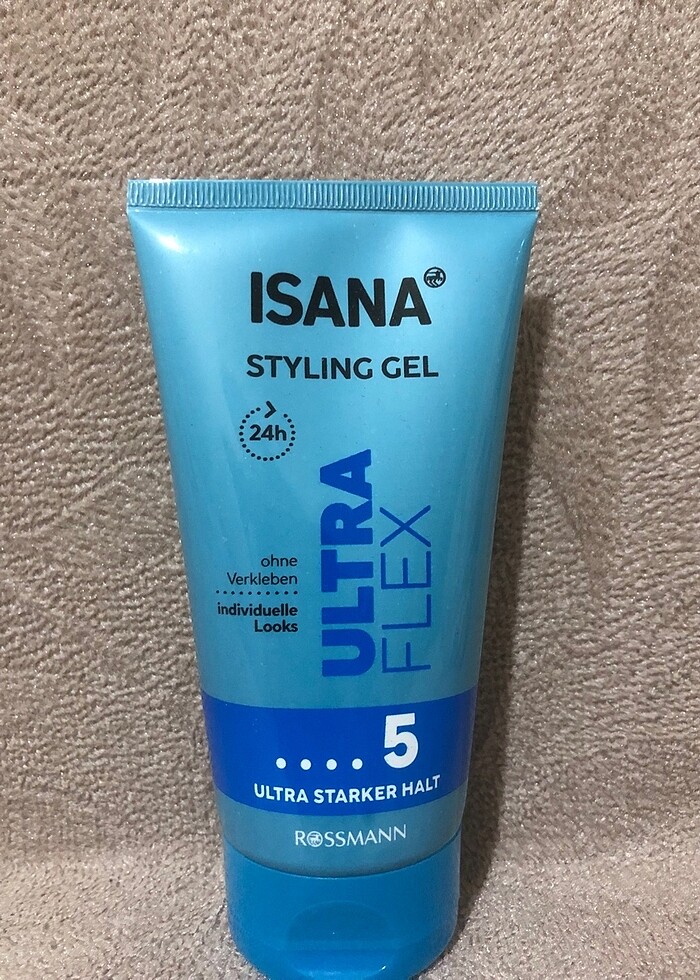 ISANA
STYLING GEL
24h
ULTRA
FLEX
ohne
Verkleben
individuelle
Looks
.... 5
ULTRA STARKER HALT
ROSSMANN